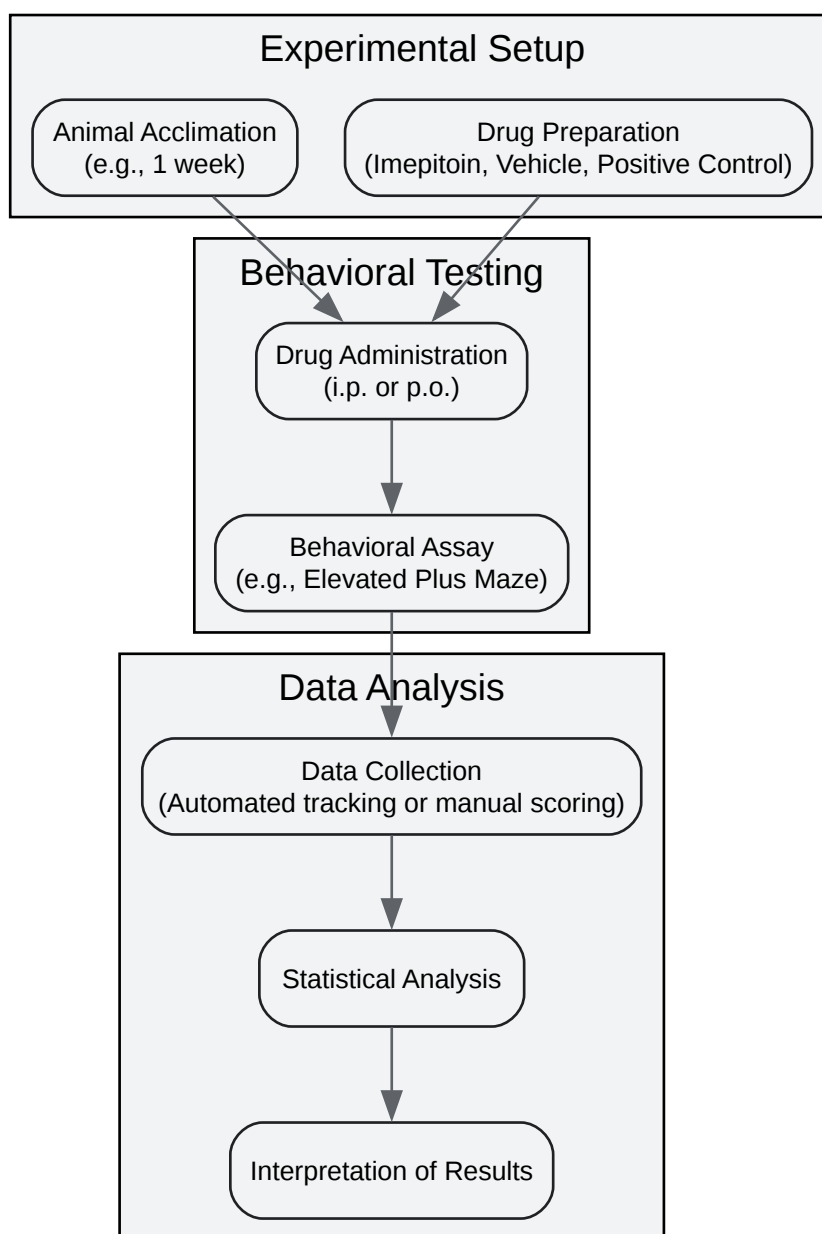 Experimental Setup
Animal Acclimation
(e.g., 1 week)
Drug Preparation
(Imepitoin, Vehicle, Positive Control)
Behavioral Testing
Drug Administration
(i.p. or p.o.)
Behavioral Assay
(e.g., Elevated Plus Maze)
Data Analysis
Data Collection
(Automated tracking or manual scoring)
Statistical Analysis
Interpretation of Results